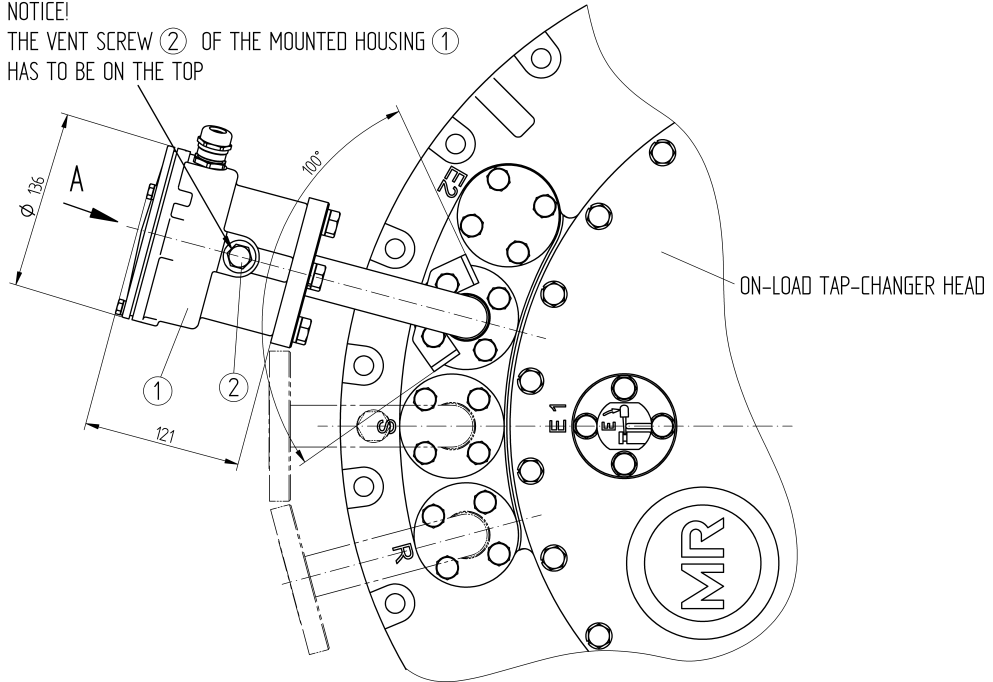 NOTICE!
THE VENT SCREW ② OF THE MOUNTED HOUSING ①
HAS TO BE ON THE TOP
A
ϕ 136
100°
E2
ON-LOAD TAP-CHANGER HEAD
①
②
121
S
E1
E
R
MR